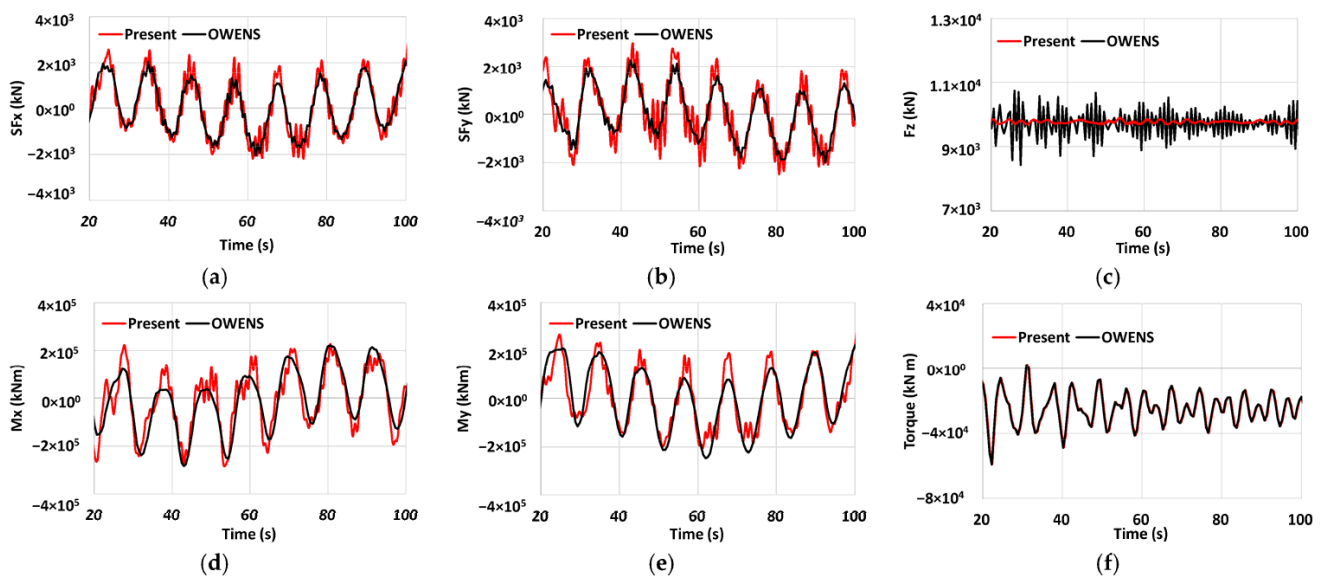 4×10³
2×10³
0×10⁰
−2×10³
−4×10³
SFx (kN)
Present OWENS
20 40 60 80 100
Time (s)
(a)
4×10³
2×10³
0×10⁰
−2×10³
−4×10³
SFy (kN)
Present OWENS
20 40 60 80 100
Time (s)
(b)
1.3×10⁴
1.1×10⁴
9×10³
7×10³
Fz (kN)
Present OWENS
20 40 60 80 100
Time (s)
(c)
4×10⁵
2×10⁵
0×10⁰
−2×10⁵
−4×10⁵
Mx (kNm)
Present OWENS
20 40 60 80 100
Time (s)
(d)
4×10⁵
2×10⁵
0×10⁰
−2×10⁵
−4×10⁵
My (kNm)
Present OWENS
20 40 60 80 100
Time (s)
(e)
4×10⁴
0×10⁰
−4×10⁴
−8×10⁴
Torque (kN m)
Present OWENS
20 40 60 80 100
Time (s)
(f)